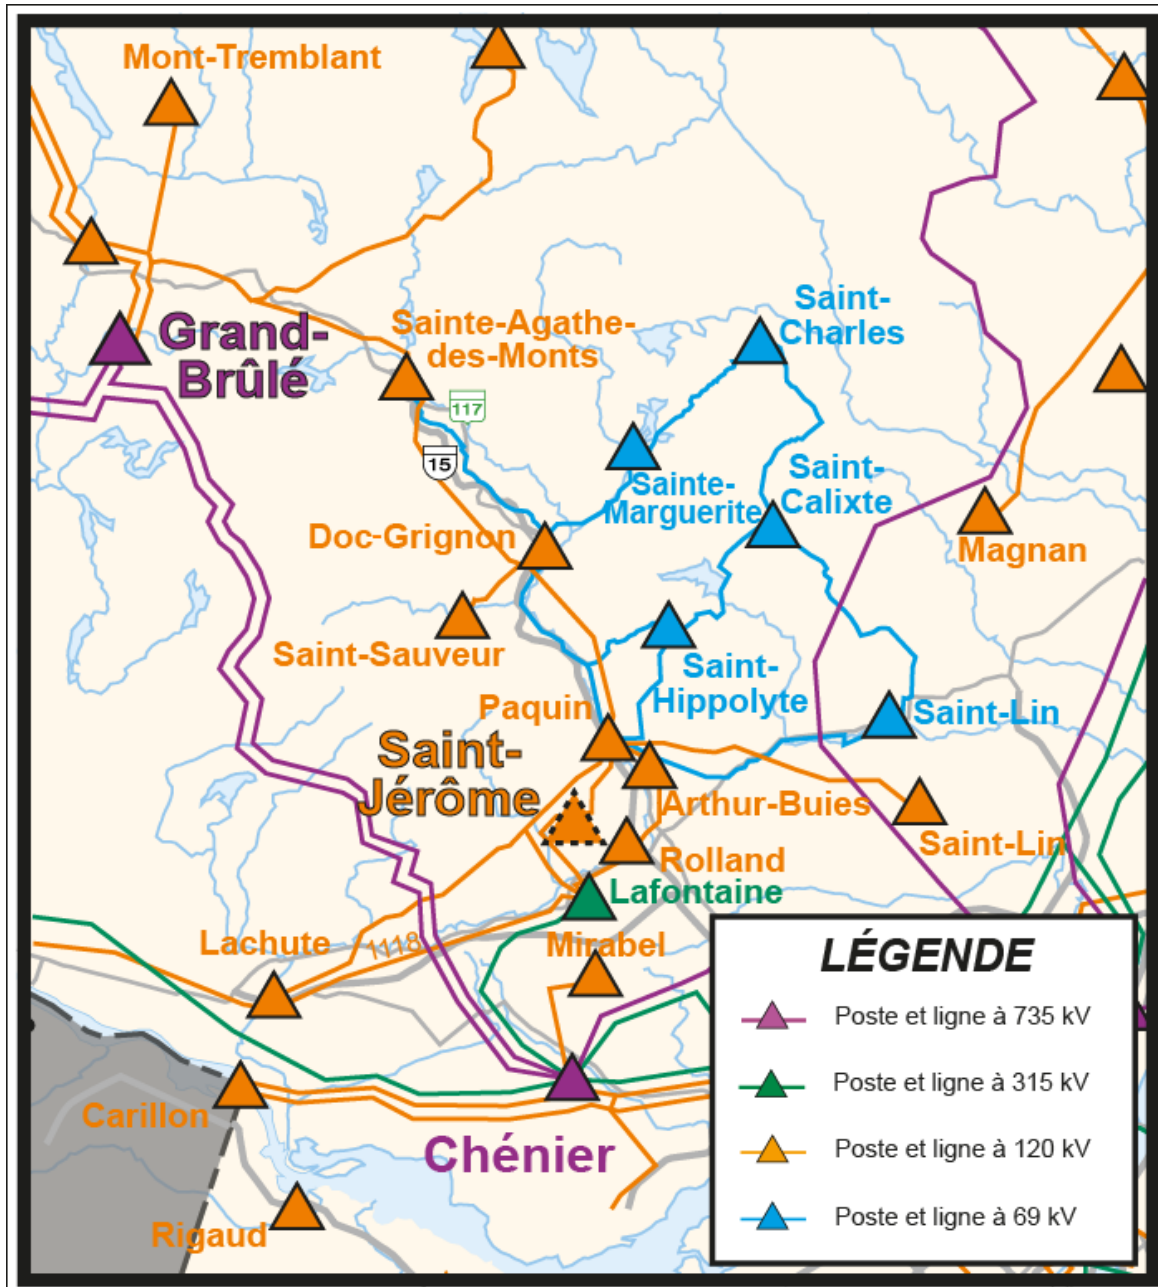 Mont-Tremblant
Grand-
Brûlé
Sainte-Agathe-
des-Monts
117
15
Saint-
Charles
Sainte-
Marguerite
Saint-
Calixte
Doc-Grignon
Magnan
Saint-Sauveur
Saint-
Hippolyte
Paquin
Saint-Lin
Saint-
Jérôme
Arthur-Buies
Saint-Lin
Rolland
Lafontaine
Lachute
1118
Mirabel
Carillon
Chénier
Rigaud
LÉGENDE
Poste et ligne à 735 kV
Poste et ligne à 315 kV
Poste et ligne à 120 kV
Poste et ligne à 69 kV